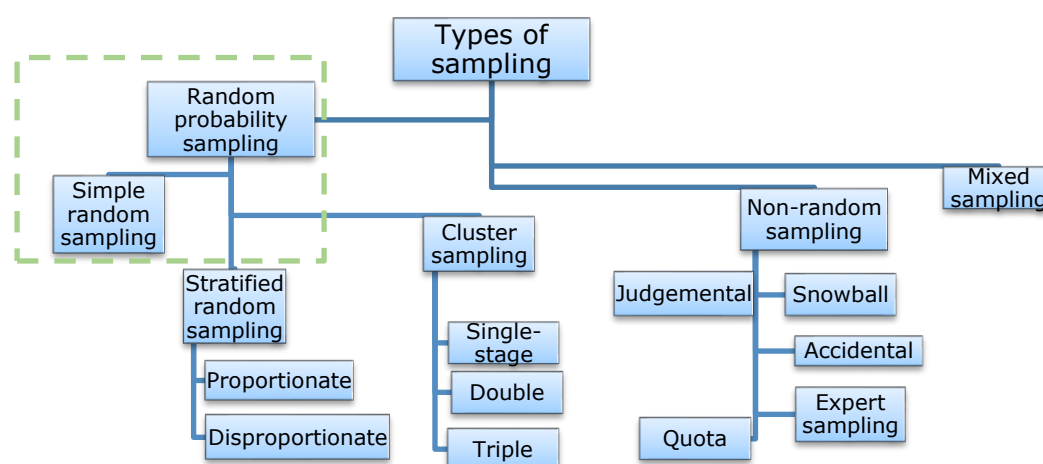 Types of
sampling
Random
probability
sampling
Simple
random
sampling
Stratified
random
sampling
Proportionate
Disproportionate
Cluster
sampling
Single-
stage
Double
Triple
Non-random
sampling
Judgemental
Snowball
Accidental
Expert
sampling
Quota
Mixed
sampling